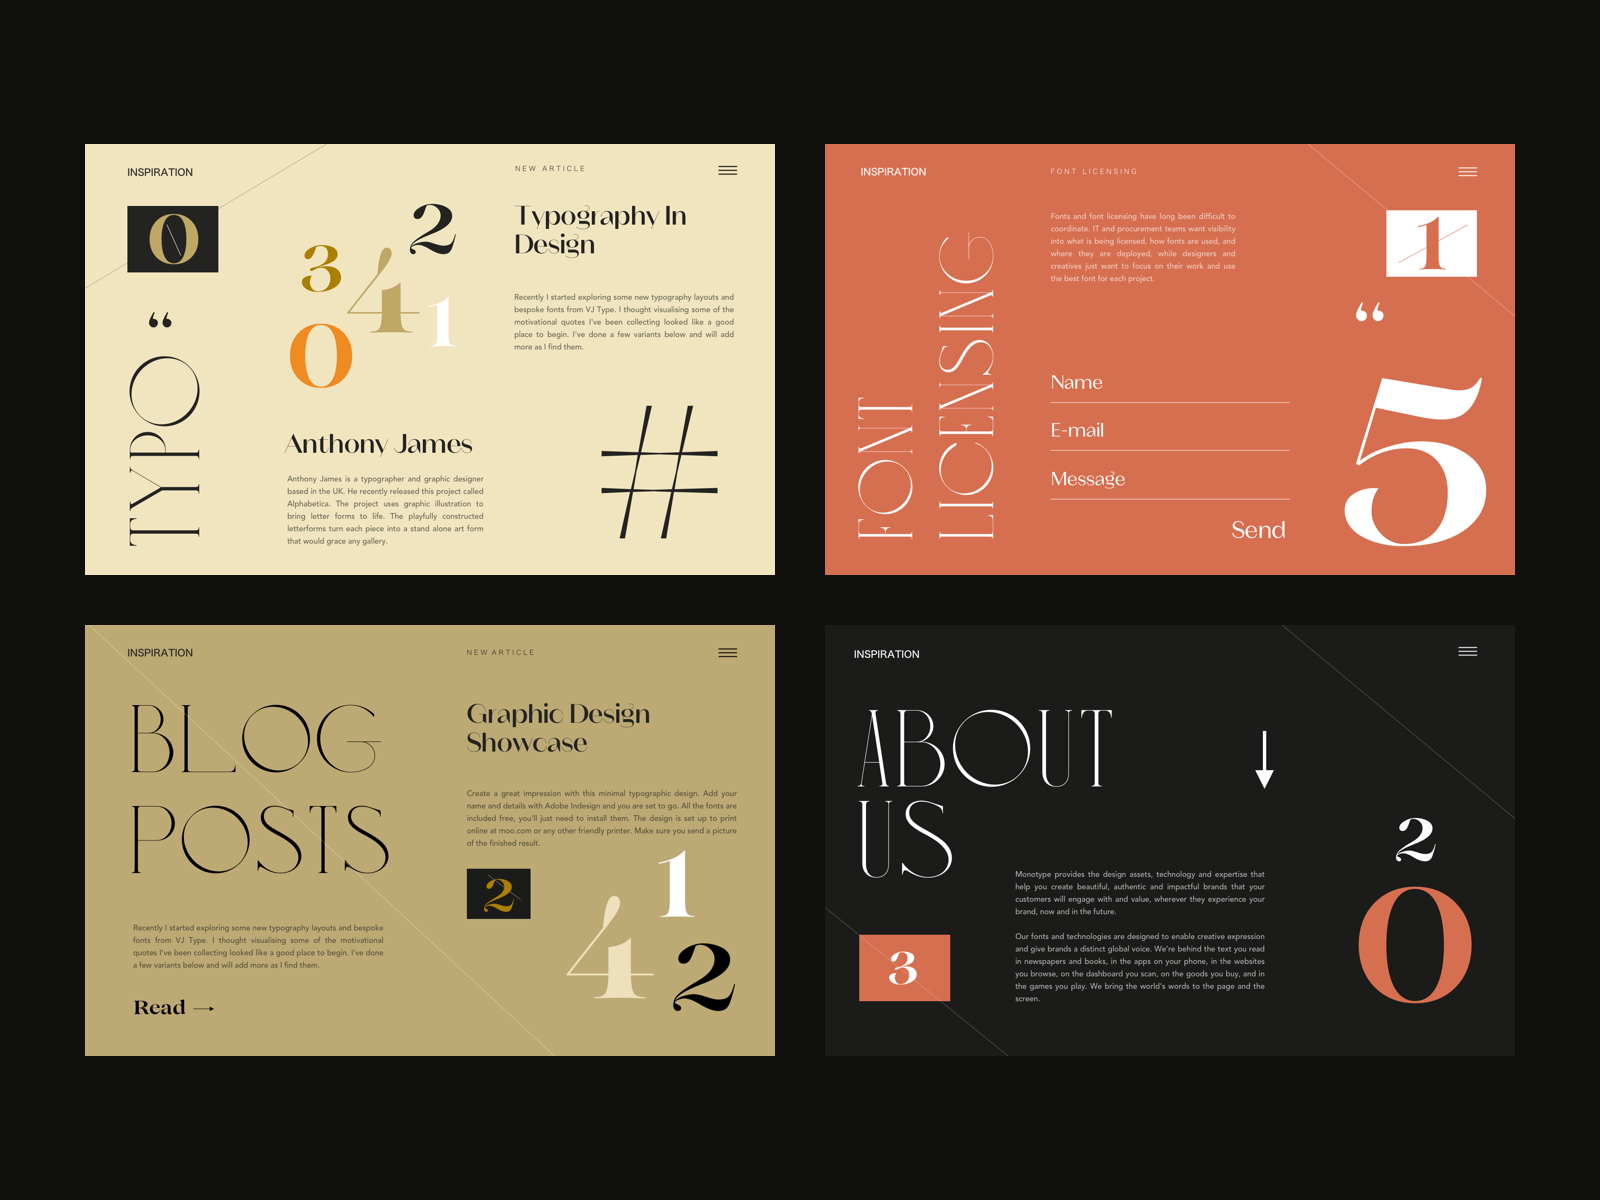 INSPIRATION
NEW ARTICLE
0
“
TYPO
3
2
4
1
0
Anthony James
Anthony James is a typographer and graphic designer
based in the UK. He recently released this project called
Alphabetica. The project uses graphic illustration to
bring letter forms to life. The playfully constructed
letterforms turn each piece into a stand alone art form
that would grace any gallery.
Typography In
Design
Recently I started exploring some new typography layouts and
bespoke fonts from VJ Type. I thought visualising some of the
motivational quotes I've been collecting looked like a good
place to begin. I've done a few variants below and will add
more as I find them.
#
INSPIRATION
FONT LICENSING
FONT
LICENSING
Fonts and font licensing have long been difficult to
coordinate. IT and procurement teams want visibility
into what is being licensed, how fonts are used, and
where they are deployed, while designers and
creatives just want to focus on their work and use
the best font for each project.
Name
E-mail
Message
Send
1
“
5
INSPIRATION
NEW ARTICLE
BLOG
POSTS
Recently I started exploring some new typography layouts and bespoke
fonts from VJ Type. I thought visualising some of the motivational
quotes I've been collecting looked like a good place to begin. I've done
a few variants below and will add more as I find them.
Read
Graphic Design
Showcase
Create a great impression with this minimal typographic design. Add your
name and details with Adobe Indesign and you are set to go. All the fonts are
included free, you'll just need to install them. The design is set up to print
online at moo.com or any other friendly printer. Make sure you send a picture
of the finished result.
2
1
4
2
INSPIRATION
ABOUT
US
3
Monotype provides the design assets, technology and expertise that
help you create beautiful, authentic and impactful brands that your
customers will engage with and value, wherever they experience your
brand, now and in the future.
Our fonts and technologies are designed to enable creative expression
and give brands a distinct global voice. We're behind the text you read
in newspapers and books, in the apps on your phone, in the websites
you browse, on the dashboard you scan, on the goods you buy, and in
the games you play. We bring the world's words to the page and the
screen.
2
0